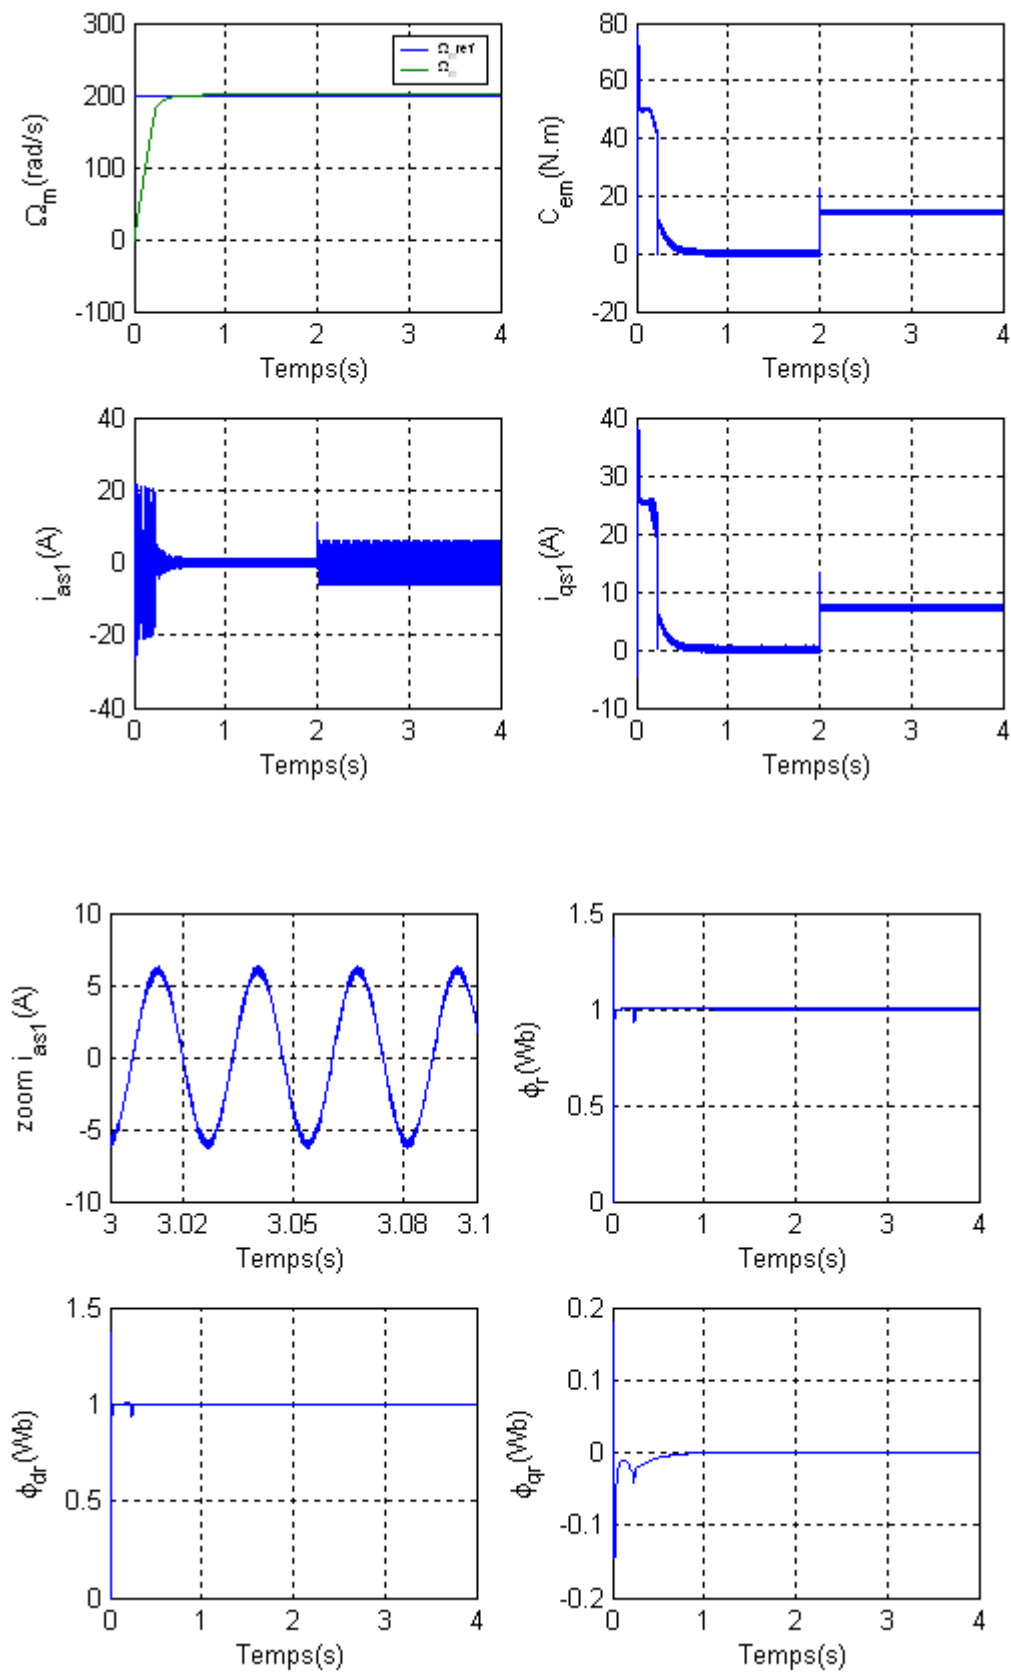 300
200
100
0
-100
0 1 2 3 4
Temps(s)
Ω_m(rad/s)
Ω_ref
80
60
40
20
0
-20
0 1 2 3 4
Temps(s)
C_em(N.m)
40
20
0
-20
-40
0 1 2 3 4
Temps(s)
i_as1(A)
40
30
20
10
0
-10
0 1 2 3 4
Temps(s)
i_qs1(A)
10
5
0
-5
-10
3 3.02 3.05 3.08 3.1
Temps(s)
zoom i_as1(A)
1.5
1
0.5
0
0 1 2 3 4
Temps(s)
ϕ_r(Wb)
1.5
1
0.5
0
0 1 2 3 4
Temps(s)
ϕ_dr(Wb)
0.2
0.1
0
-0.1
-0.2
0 1 2 3 4
Temps(s)
ϕ_qr(Wb)